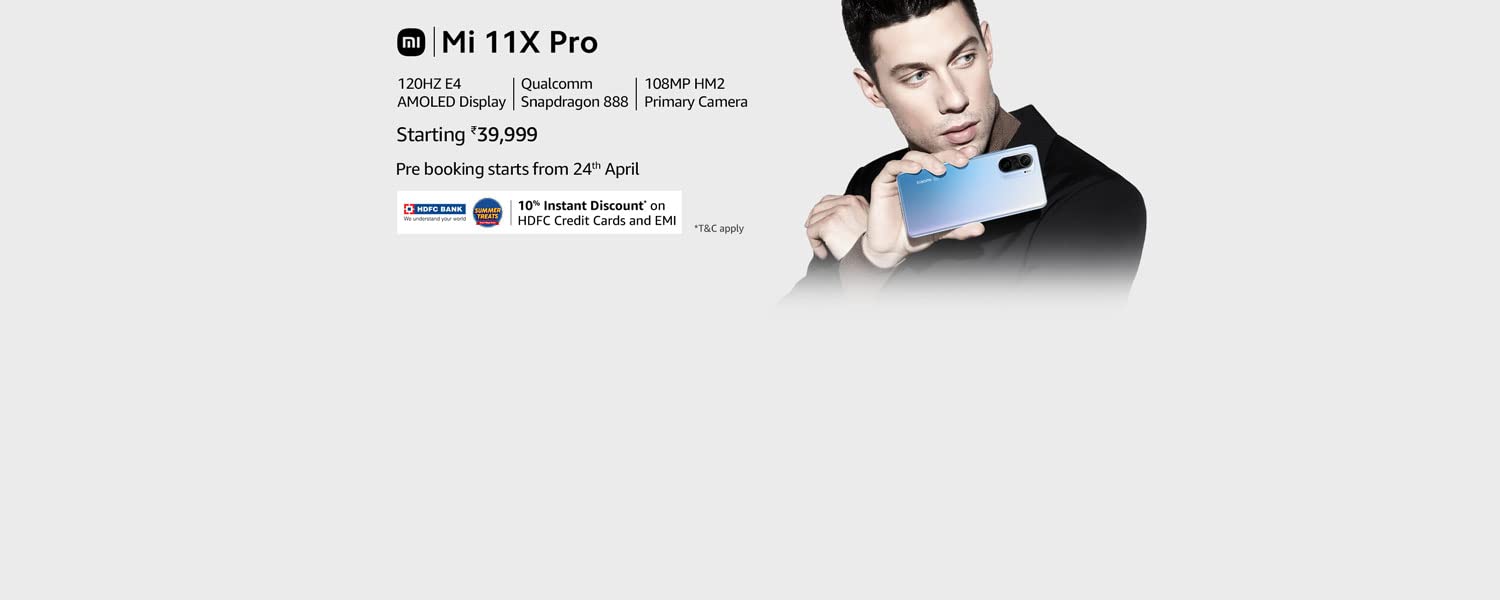 mi | Mi 11X Pro
120HZ E4
AMOLED Display
Qualcomm
Snapdragon 888
108MP HM2
Primary Camera
Starting ₹39,999
Pre booking starts from 24th April
HDFC BANK
We understand your world
SUMMER
TREATS
10% Instant Discount* on
HDFC Credit Cards and EMI
*T&C apply
XIAOMI